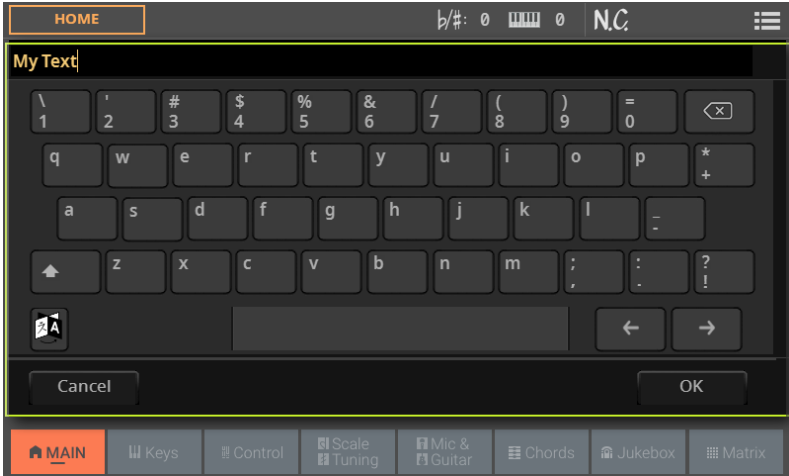 HOME ♭/♯: 0 0 N.C.
My Text
\ ' # $ % & / ( ) =
1 2 3 4 5 6 7 8 9 0
q w e r t y u i o p *
+
a s d f g h j k l _
-
z x c v b n m ; : ?
, . !
← →
Cancel OK
MAIN Keys Control Scale Tuning Mic & Guitar Chords Jukebox Matrix